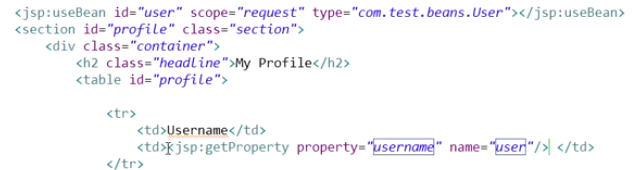 <jsp:useBean id="user" scope="request" type="com.test.beans.User"></jsp:useBean>
<section id="profile" class="section">
<div class="container">
<h2 class="headline">My Profile</h2>
<table id="profile">
<tr>
<td>Username</td>
<td><jsp:getProperty property="username" name="user"/> </td>
</tr>